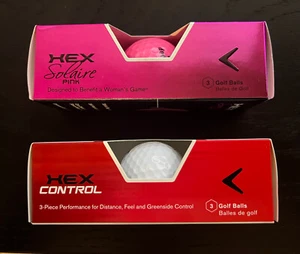 HEX
Solaire
PINK
Designed to Benefit a Woman's Game
3 Golf Balls
Balles de Golf
HEX
CONTROL
3-Piece Performance for Distance, Feel and Greenside Control
3 Golf Balls
Balles de golf